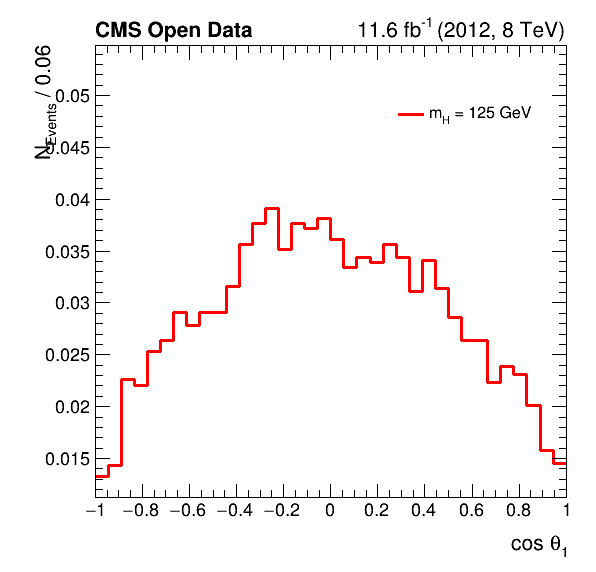 CMS Open Data 11.6 fb-1 (2012, 8 TeV)
NEvents / 0.06
mH = 125 GeV
0.05
0.045
0.04
0.035
0.03
0.025
0.02
0.015
−1 −0.8 −0.6 −0.4 −0.2 0 0.2 0.4 0.6 0.8 1
cos θ1